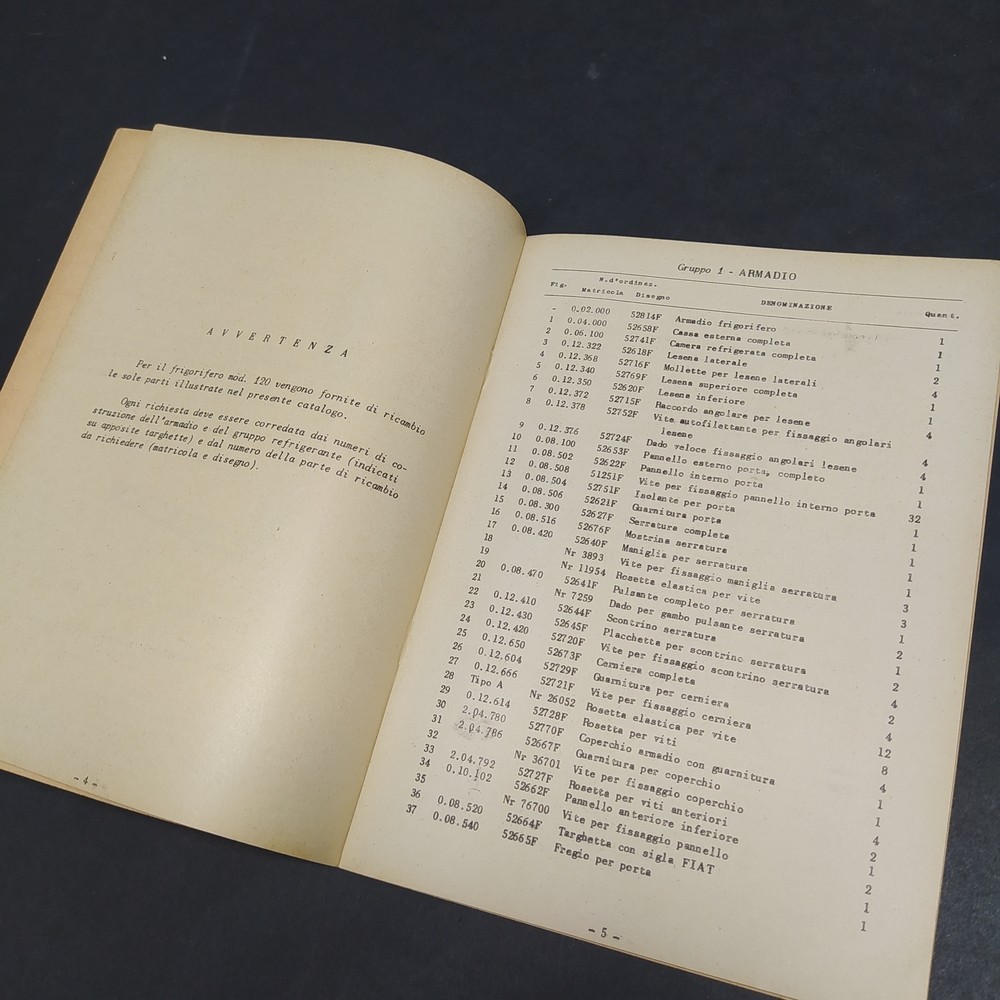 AVVERTENZA
Per il frigorifero mod. 120 vengono fornite di ricambio
le sole parti illustrate nel presente catalogo.
Ogni richiesta deve essere corredata dai numeri di co-
struzione dell'armadio e del gruppo refrigerante (indicati
su apposite targhette) e dal numero della parte di ricambio
da richiedere (matricola e disegno).
- 4 -
Gruppo 1 - ARMADIO
N.d'ordinaz.
Fig. Matricola Disegno DENOMINAZIONE Quant.
- 0.02.000 52814F Armadio frigorifero 1
1 0.04.000 52658F Cassa esterna completa 1
2 0.06.100 52741F Camera refrigerata completa 1
3 0.12.322 52618F Lesena laterale 2
4 0.12.368 52716F Mollette per lesene laterali 4
5 0.12.340 52769F Lesena superiore completa 1
6 0.12.350 52620F Lesena inferiore 1
7 0.12.372 52715F Raccordo angolare per lesene 4
8 0.12.378 52752F Vite autofilettante per fissaggio angolari
lesene 4
9 0.12.376 52724F Dado veloce fissaggio angolari lesene 4
10 0.08.100 52653F Pannello esterno porta, completo 1
11 0.08.502 52622F Pannello interno porta 1
12 0.08.508 51251F Vite per fissaggio pannello interno porta 32
13 0.08.504 52751F Isolante per porta 1
14 0.08.506 52621F Guarnitura porta 1
15 0.08.300 52627F Serratura completa 1
16 0.08.516 52676F Mostrina serratura 1
17 0.08.420 52640F Maniglia per serratura 1
18 Nr 3893 Vite per fissaggio maniglia serratura 3
19 Nr 11954 Rosetta elastica per vite 3
20 0.08.470 52641F Pulsante completo per serratura 1
21 Nr 7259 Dado per gambo pulsante serratura 2
22 0.12.410 52644F Scontrino serratura 1
23 0.12.430 52645F Placchetta per scontrino serratura 2
24 0.12.420 52720F Vite per fissaggio scontrino serratura 4
25 0.12.650 52673F Cerniera completa 2
26 0.12.604 52729F Guarnitura per cerniera 4
27 0.12.666 52721F Vite per fissaggio cerniera 12
28 Tipo A Nr 26052 Rosetta elastica per vite 8
29 0.12.614 52728F Rosetta per viti 4
30 2.04.780 52770F Coperchio armadio con guarnitura 1
31 2.04.786 52667F Guarnitura per coperchio 1
32 Nr 36701 Vite per fissaggio coperchio 4
33 2.04.792 52727F Rosetta per viti anteriori 2
34 0.10.102 52662F Pannello anteriore inferiore 1
35 Nr 76700 Vite per fissaggio pannello 2
36 0.08.520 52664F Targhetta con sigla FIAT 1
37 0.08.540 52665F Fregio per porta 1
- 5 -